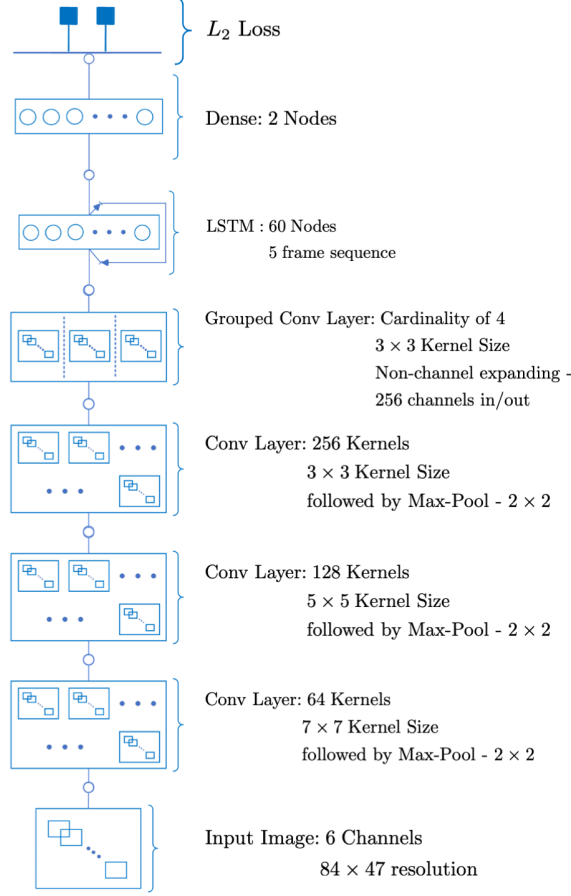 L₂ Loss
Dense: 2 Nodes
LSTM : 60 Nodes
5 frame sequence
Grouped Conv Layer: Cardinality of 4
3 × 3 Kernel Size
Non-channel expanding -
256 channels in/out
Conv Layer: 256 Kernels
3 × 3 Kernel Size
followed by Max-Pool - 2 × 2
Conv Layer: 128 Kernels
5 × 5 Kernel Size
followed by Max-Pool - 2 × 2
Conv Layer: 64 Kernels
7 × 7 Kernel Size
followed by Max-Pool - 2 × 2
Input Image: 6 Channels
84 × 47 resolution